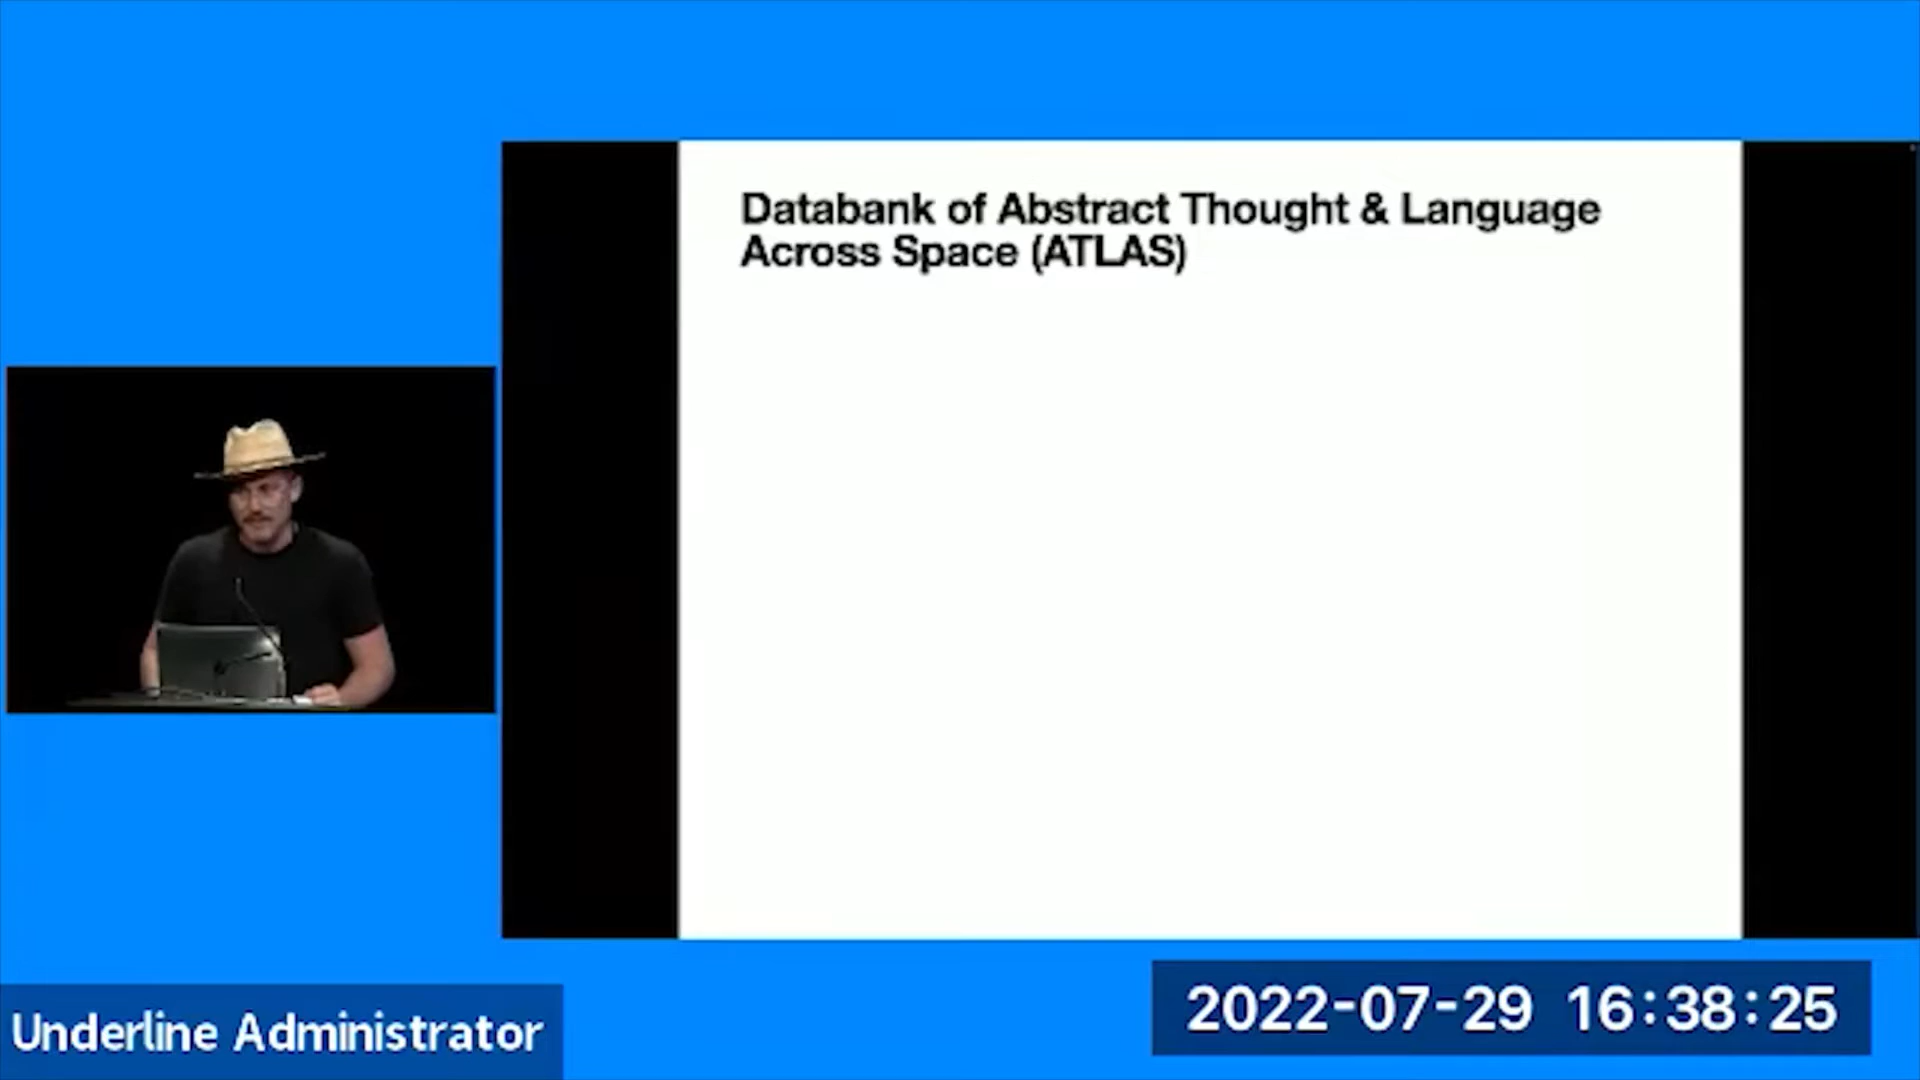 Databank of Abstract Thought & Language
Across Space (ATLAS)
Underline Administrator
2022-07-29 16:38:25